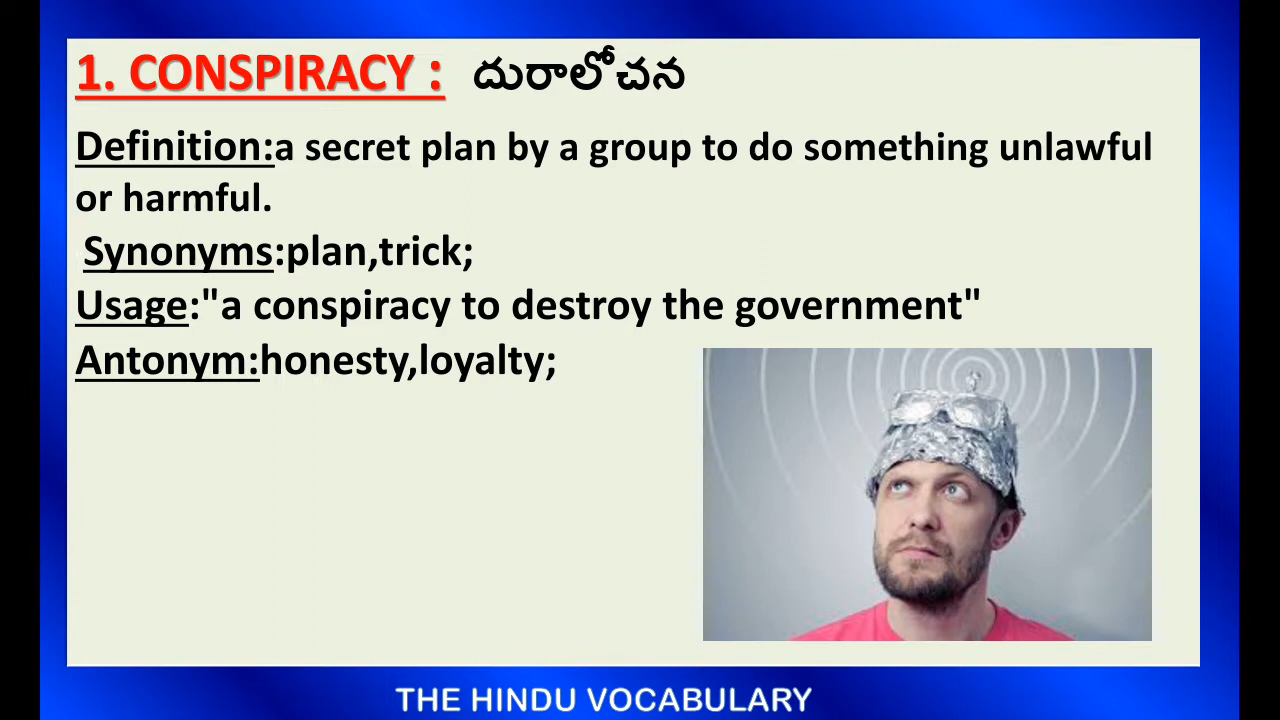 1. CONSPIRACY : దురాలోచన
Definition:a secret plan by a group to do something unlawful
or harmful.
Synonyms:plan,trick;
Usage:"a conspiracy to destroy the government"
Antonym:honesty,loyalty;
THE HINDU VOCABULARY